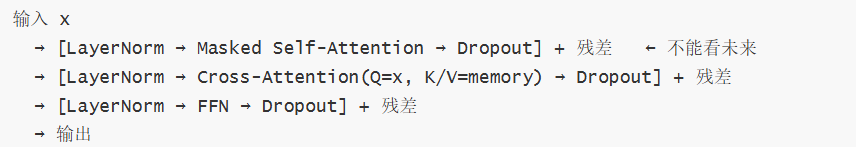 输入 x
→ [LayerNorm → Masked Self-Attention → Dropout] + 残差 ← 不能看未来
→ [LayerNorm → Cross-Attention(Q=x, K/V=memory) → Dropout] + 残差
→ [LayerNorm → FFN → Dropout] + 残差
→ 输出